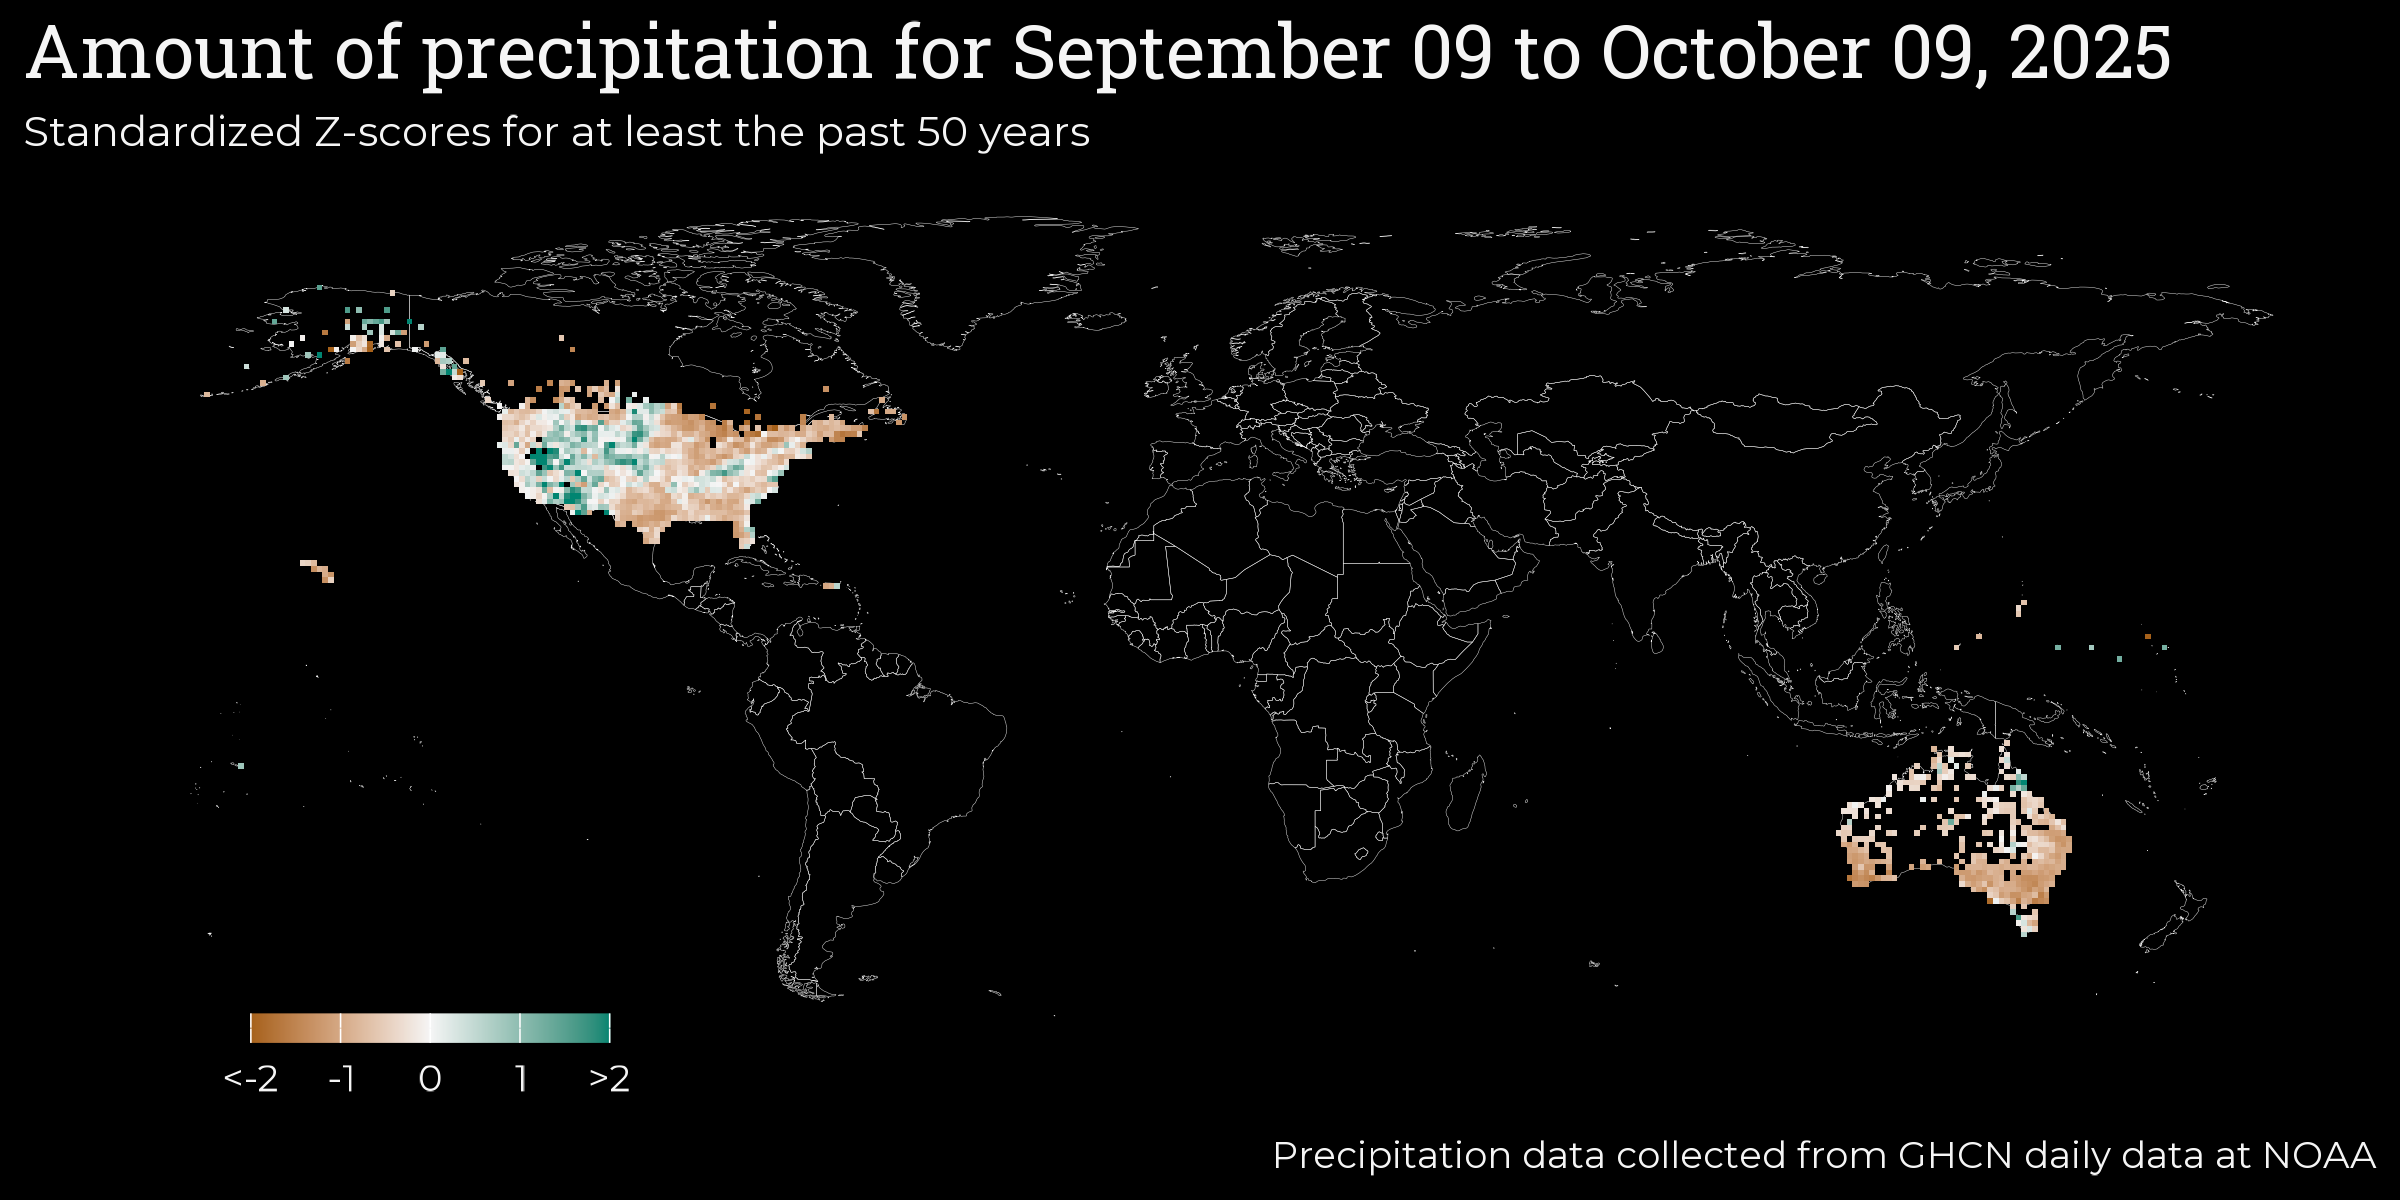 Amount of precipitation for September 09 to October 09, 2025
Standardized Z-scores for at least the past 50 years
<-2 -1 0 1 >2
Precipitation data collected from GHCN daily data at NOAA